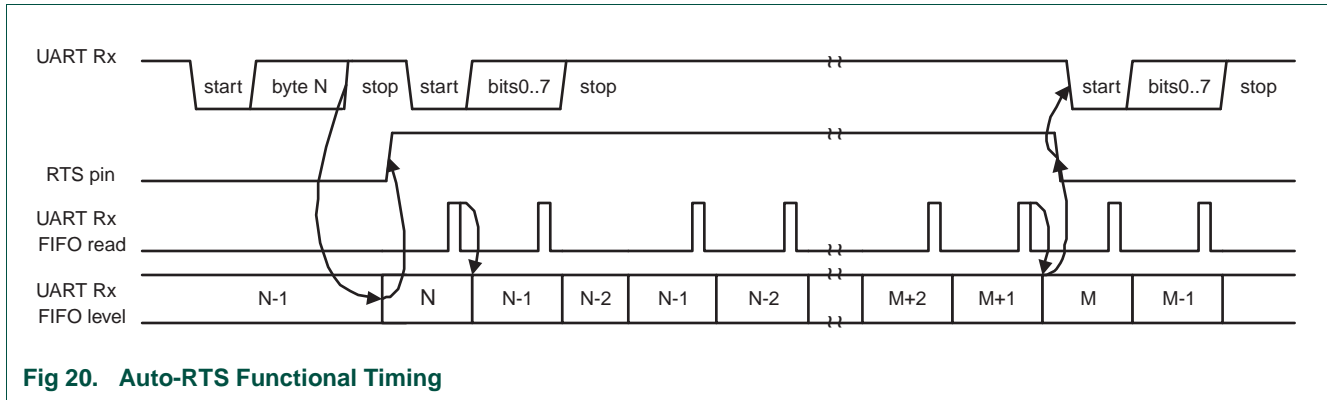 UART Rx
start byte N stop start bits0..7 stop start bits0..7 stop
RTS pin
UART Rx
FIFO read
UART Rx
FIFO level
N-1 N N-1 N-2 N-1 N-2 M+2 M+1 M M-1
Fig 20. Auto-RTS Functional Timing